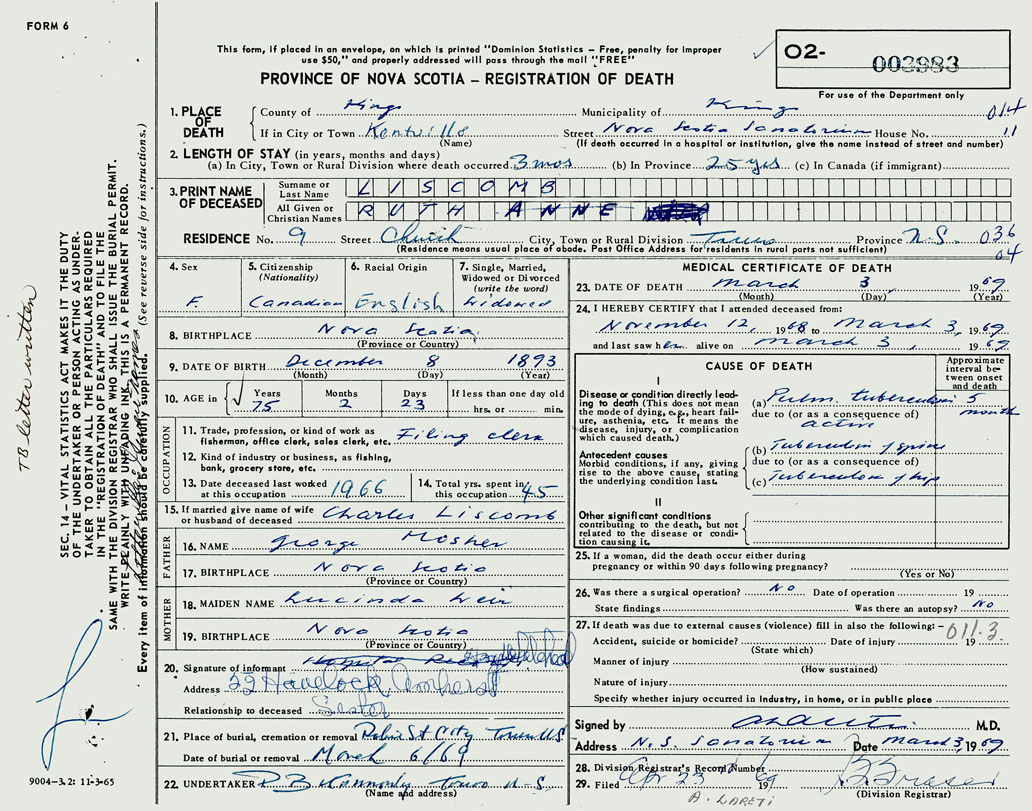 FORM 6
This form, if placed in an envelope, on which is printed "Dominion Statistics – Free, penalty for improper
use $50," and properly addressed will pass through the mail "FREE"
PROVINCE OF NOVA SCOTIA – REGISTRATION OF DEATH
O2- 003983
For use of the Department only
1. PLACE OF DEATH
County of Kings Municipality of Kings 014
If in City or Town Kentville Street Nova Scotia Sanatorium House No. 11
(Name) (If death occurred in a hospital or institution, give the name instead of street and number)
2. LENGTH OF STAY (in years, months and days)
(a) In City, Town or Rural Division where death occurred 3 mos (b) In Province 75 yrs (c) In Canada (if immigrant)
3. PRINT NAME OF DECEASED
Surname or Last Name LISCOMB
All Given or Christian Names RUTH ANNE
RESIDENCE No. 9 Street Church City, Town or Rural Division Truro Province N.S. 036
(Residence means usual place of abode. Post Office Address for residents in rural parts not sufficient) 04
4. Sex
F.
5. Citizenship
(Nationality)
Canadian
6. Racial Origin
English
7. Single, Married, Widowed or Divorced
(write the word)
Widowed
8. BIRTHPLACE Nova Scotia
(Province or Country)
9. DATE OF BIRTH December 8 1893
(Month) (Day) (Year)
10. AGE in Years Months Days If less than one day old
75 2 23 hrs. or min.
OCCUPATION
11. Trade, profession or kind of work as
fisherman, office clerk, sales clerk, etc. Filing clerk
12. Kind of industry or business, as fishing,
bank, grocery store, etc.
13. Date deceased last worked
at this occupation 1966
14. Total yrs. spent in
this occupation 45
15. If married give name of wife
or husband of deceased Charles Liscomb
FATHER
16. NAME George Mosher
17. BIRTHPLACE Nova Scotia
(Province or Country)
MOTHER
18. MAIDEN NAME Lucinda Weir
19. BIRTHPLACE Nova Scotia
(Province or Country)
20. Signature of informant Hospital Records
Address 22 Havelock Amherst
Relationship to deceased Sister
21. Place of burial, cremation or removal Robie St City Truro NS
Date of burial or removal March 6/69
22. UNDERTAKER Truro N-S.
(Name and address)
MEDICAL CERTIFICATE OF DEATH
23. DATE OF DEATH March 3, 1969
(Month) (Day) (Year)
24. I HEREBY CERTIFY that I attended deceased from:
November 12, 1968 to March 3, 1969
and last saw her alive on March 3, 1969.
CAUSE OF DEATH
Approximate interval between onset and death
I
Disease or condition directly leading to death (This does not mean the mode of dying, e.g., heart failure, asthenia, etc. It means the disease, injury, or complication which caused death.)
(a) Pulm. tuberculosis 5 months
due to (or as a consequence of)
active
Antecedent causes
Morbid conditions, if any, giving rise to the above cause, stating the underlying condition last.
(b) Tuberculosis of spine
due to (or as a consequence of)
(c) Tuberculosis of hip
II
Other significant conditions
contributing to the death, but not
related to the disease or condition causing it.
25. If a woman, did the death occur either during
pregnancy or within 90 days following pregnancy?
(Yes or No)
26. Was there a surgical operation? No Date of operation 19
State findings Was there an autopsy? No
27. If death was due to external causes (violence) fill in also the following: – 011.3.
Accident, suicide or homicide? Date of injury 19
(State which)
Manner of injury
(How sustained)
Nature of injury
Specify whether injury occurred in Industry, in home, or in public place
Signed by M.D.
Address N.S. Sanatorium Date March 3, 1969
28. Division Registrar's Record Number
29. Filed Apr 23 1969 Fraser
(Division Registrar)
SEC. 14 – VITAL STATISTICS ACT MAKES IT THE DUTY
OF THE UNDERTAKER OR PERSON ACTING AS UNDER-
TAKER TO OBTAIN ALL THE PARTICULARS REQUIRED
IN THE "REGISTRATION OF DEATH" AND TO FILE THE
SAME WITH THE DIVISION REGISTRAR WHO SHALL ISSUE THE BURIAL PERMIT.
WRITE PLAINLY WITH UNFADING INK, THIS IS A PERMANENT RECORD.
Every item of information should be carefully supplied. (See reverse side for instructions.)
TB letter written
9004-3.2: 11-3-65